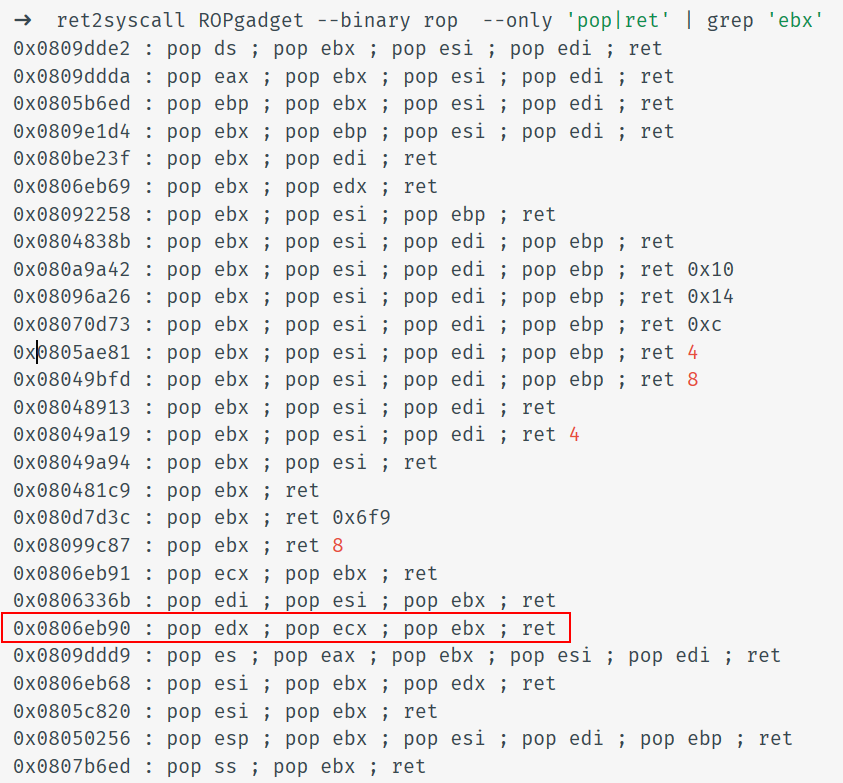 → ret2syscall ROPgadget --binary rop --only 'pop|ret' | grep 'ebx'
0x0809dde2 : pop ds ; pop ebx ; pop esi ; pop edi ; ret
0x0809ddda : pop eax ; pop ebx ; pop esi ; pop edi ; ret
0x0805b6ed : pop ebp ; pop ebx ; pop esi ; pop edi ; ret
0x0809e1d4 : pop ebx ; pop ebp ; pop esi ; pop edi ; ret
0x080be23f : pop ebx ; pop edi ; ret
0x0806eb69 : pop ebx ; pop edx ; ret
0x08092258 : pop ebx ; pop esi ; pop ebp ; ret
0x0804838b : pop ebx ; pop esi ; pop edi ; pop ebp ; ret
0x080a9a42 : pop ebx ; pop esi ; pop edi ; pop ebp ; ret 0x10
0x08096a26 : pop ebx ; pop esi ; pop edi ; pop ebp ; ret 0x14
0x08070d73 : pop ebx ; pop esi ; pop edi ; pop ebp ; ret 0xc
0x0805ae81 : pop ebx ; pop esi ; pop edi ; pop ebp ; ret 4
0x08049bfd : pop ebx ; pop esi ; pop edi ; pop ebp ; ret 8
0x08048913 : pop ebx ; pop esi ; pop edi ; ret
0x08049a19 : pop ebx ; pop esi ; pop edi ; ret 4
0x08049a94 : pop ebx ; pop esi ; ret
0x080481c9 : pop ebx ; ret
0x080d7d3c : pop ebx ; ret 0x6f9
0x08099c87 : pop ebx ; ret 8
0x0806eb91 : pop ecx ; pop ebx ; ret
0x0806336b : pop edi ; pop esi ; pop ebx ; ret
0x0806eb90 : pop edx ; pop ecx ; pop ebx ; ret
0x0809ddd9 : pop es ; pop eax ; pop ebx ; pop esi ; pop edi ; ret
0x0806eb68 : pop esi ; pop ebx ; pop edx ; ret
0x0805c820 : pop esi ; pop ebx ; ret
0x08050256 : pop esp ; pop ebx ; pop esi ; pop edi ; pop ebp ; ret
0x0807b6ed : pop ss ; pop ebx ; ret